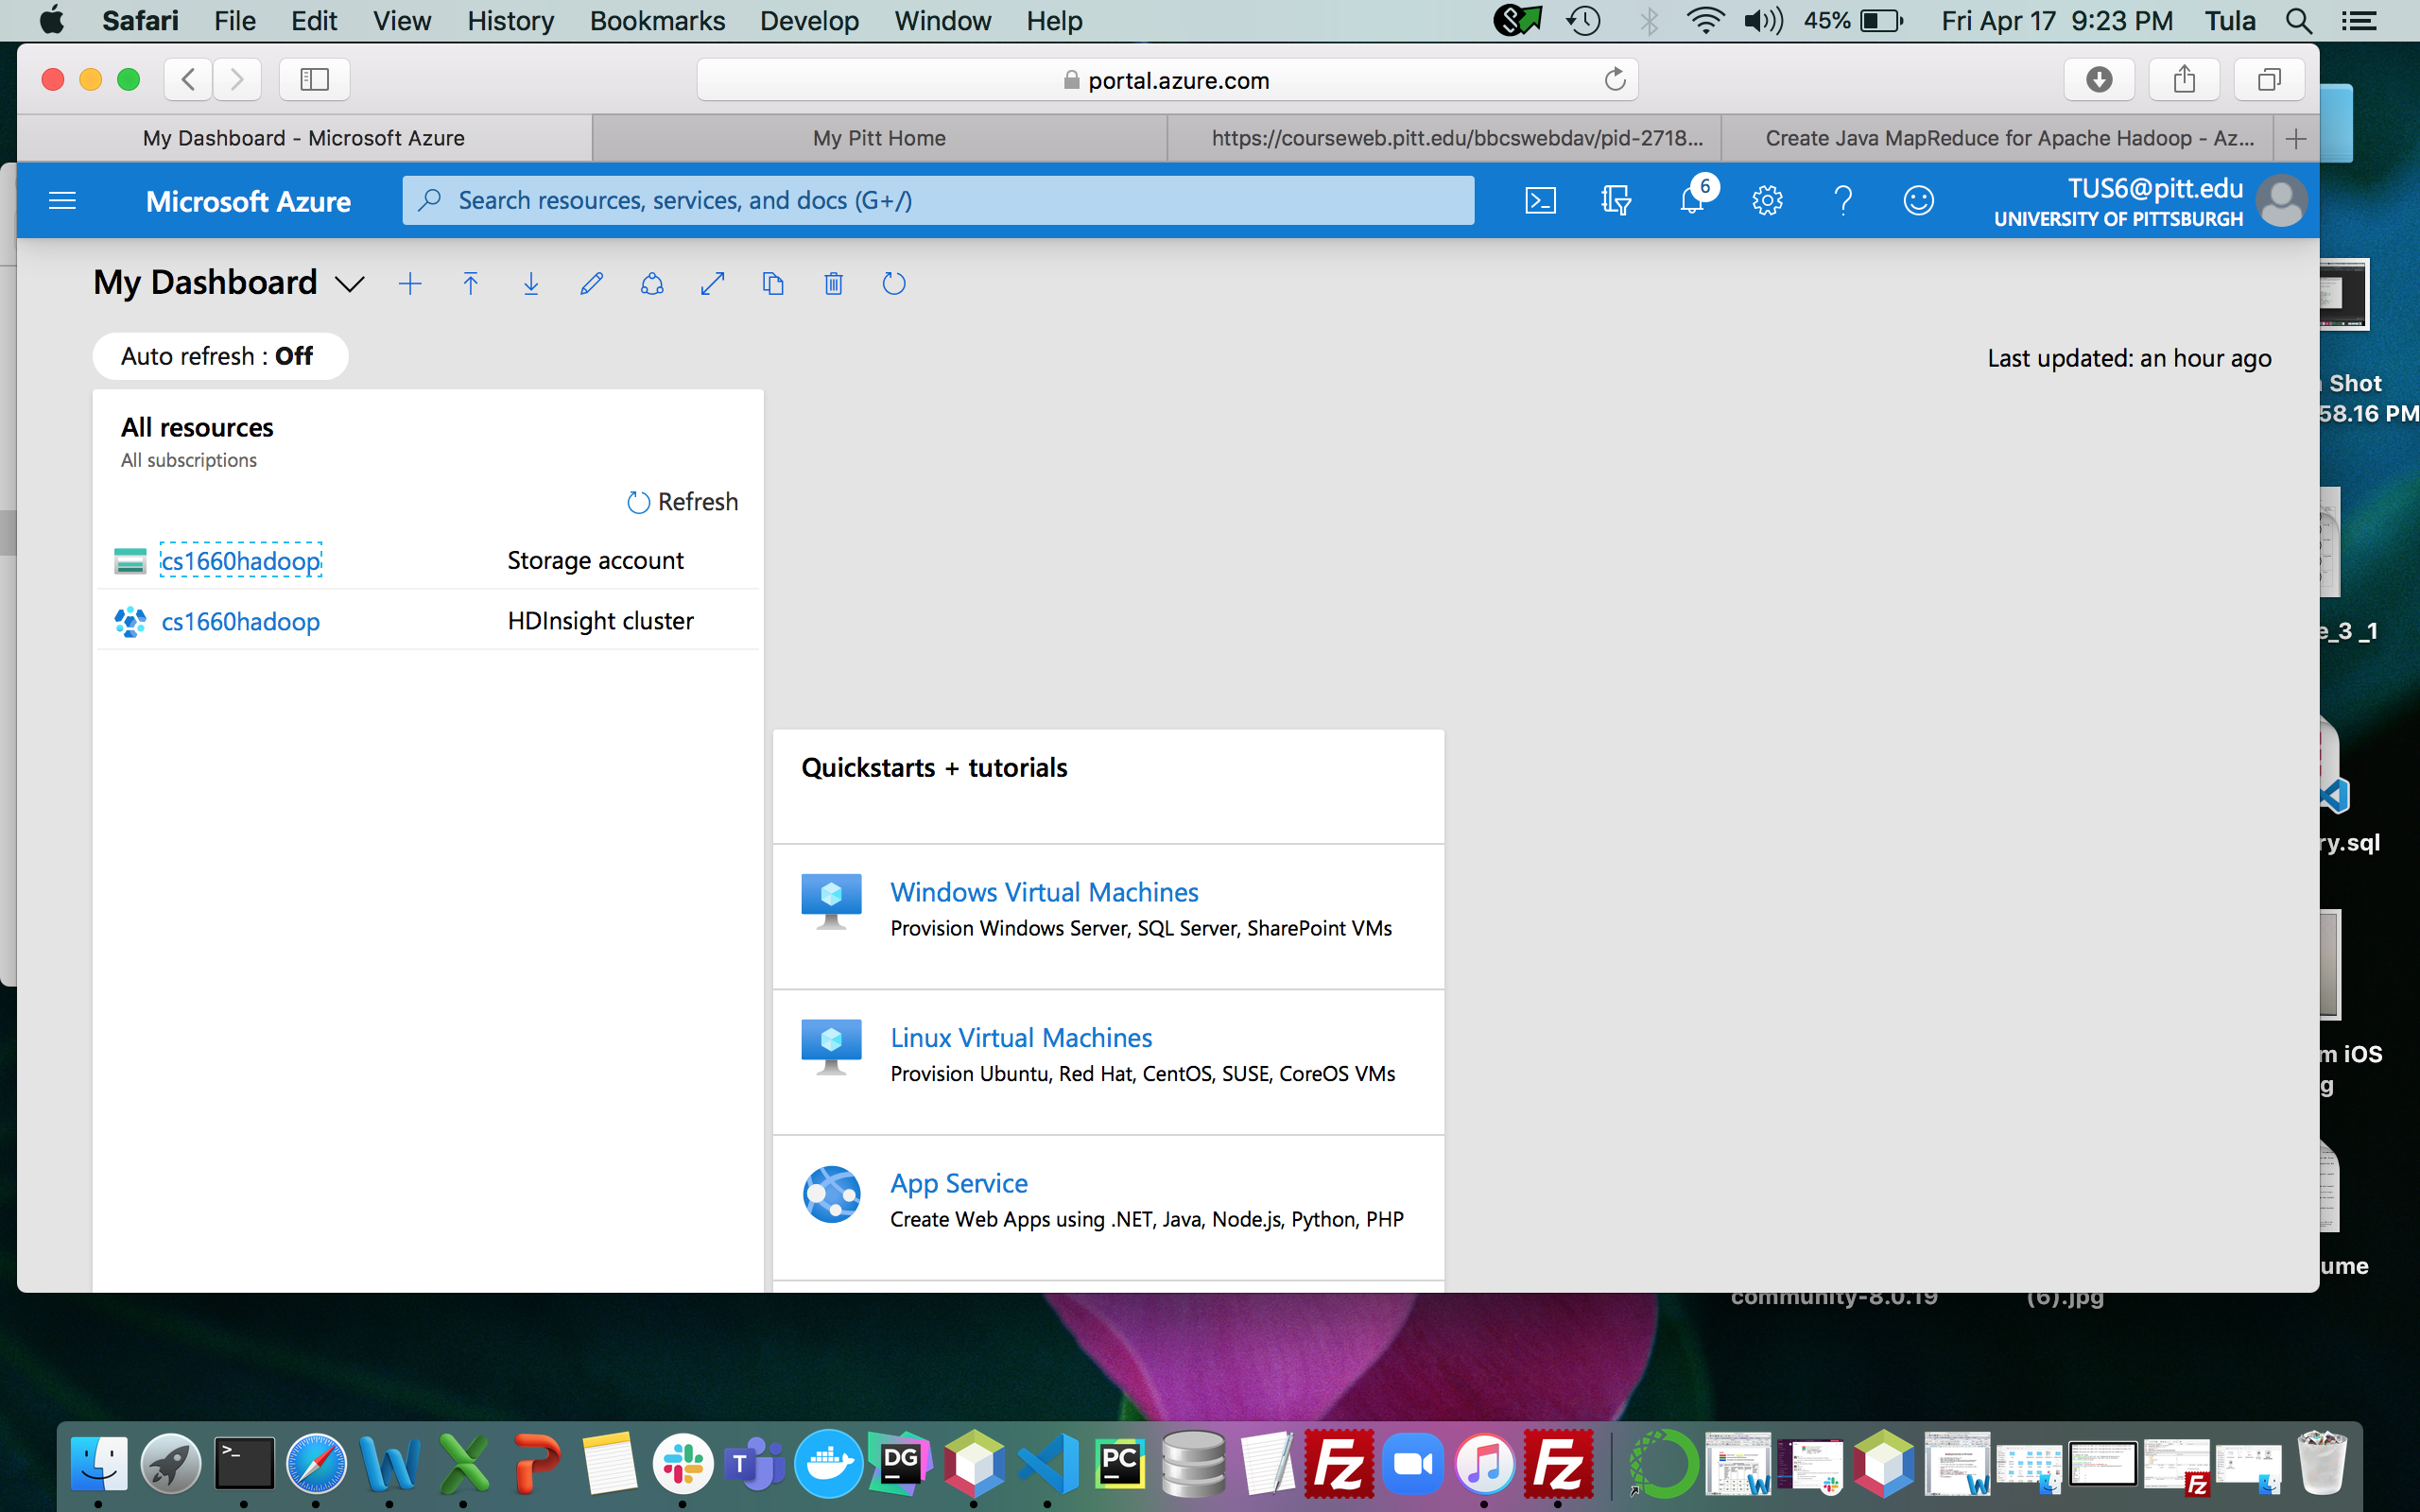 Safari File Edit View History Bookmarks Develop Window Help 45% Fri Apr 17 9:23 PM Tula
portal.azure.com
My Dashboard - Microsoft Azure
My Pitt Home
https://courseweb.pitt.edu/bbcswebdav/pid-2718...
Create Java MapReduce for Apache Hadoop - Az...
Microsoft Azure
Search resources, services, and docs (G+/)
6
TUS6@pitt.edu
UNIVERSITY OF PITTSBURGH
My Dashboard
Auto refresh : Off
Last updated: an hour ago
All resources
All subscriptions
Refresh
cs1660hadoop Storage account
cs1660hadoop HDInsight cluster
Quickstarts + tutorials
Windows Virtual Machines
Provision Windows Server, SQL Server, SharePoint VMs
Linux Virtual Machines
Provision Ubuntu, Red Hat, CentOS, SUSE, CoreOS VMs
App Service
Create Web Apps using .NET, Java, Node.js, Python, PHP
Shot
58.16 PM
e_3 _1
ry.sql
m iOS
g
ume
community-8.0.19
(6).jpg
DG
PC